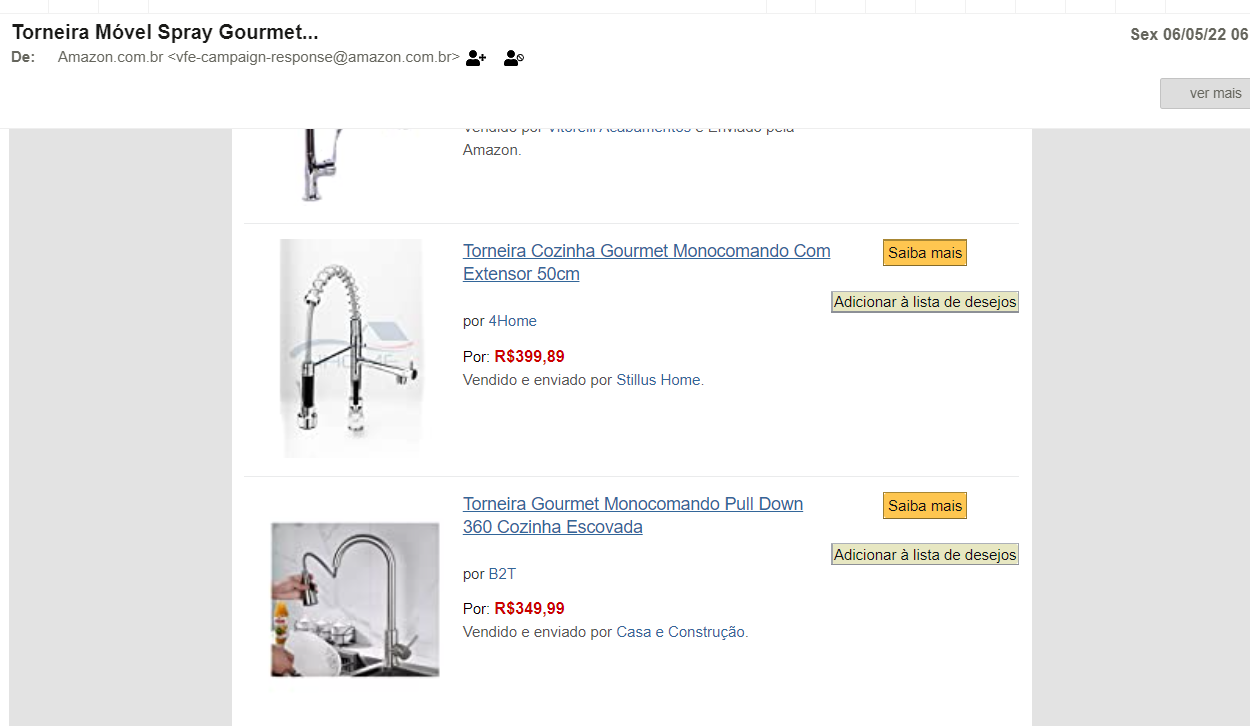 Torneira Móvel Spray Gourmet...
Sex 06/05/22 06
De: Amazon.com.br <vfe-campaign-response@amazon.com.br>
ver mais
Vendido por Vitorelli Acabamentos e Enviado pela
Amazon.
Torneira Cozinha Gourmet Monocomando Com
Extensor 50cm
Saiba mais
Adicionar à lista de desejos
por 4Home
Por: R$399,89
Vendido e enviado por Stillus Home.
Torneira Gourmet Monocomando Pull Down
360 Cozinha Escovada
Saiba mais
Adicionar à lista de desejos
por B2T
Por: R$349,99
Vendido e enviado por Casa e Construção.